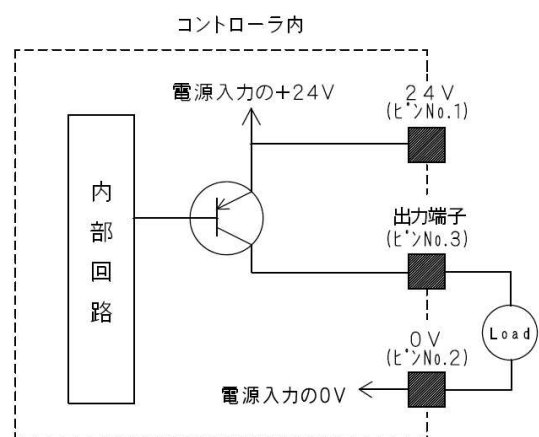 コントローラ内
電源入力の+24V
24V
(ピンNo.1)
内部回路
出力端子
(ピンNo.3)
Load
0V
(ピンNo.2)
電源入力の0V